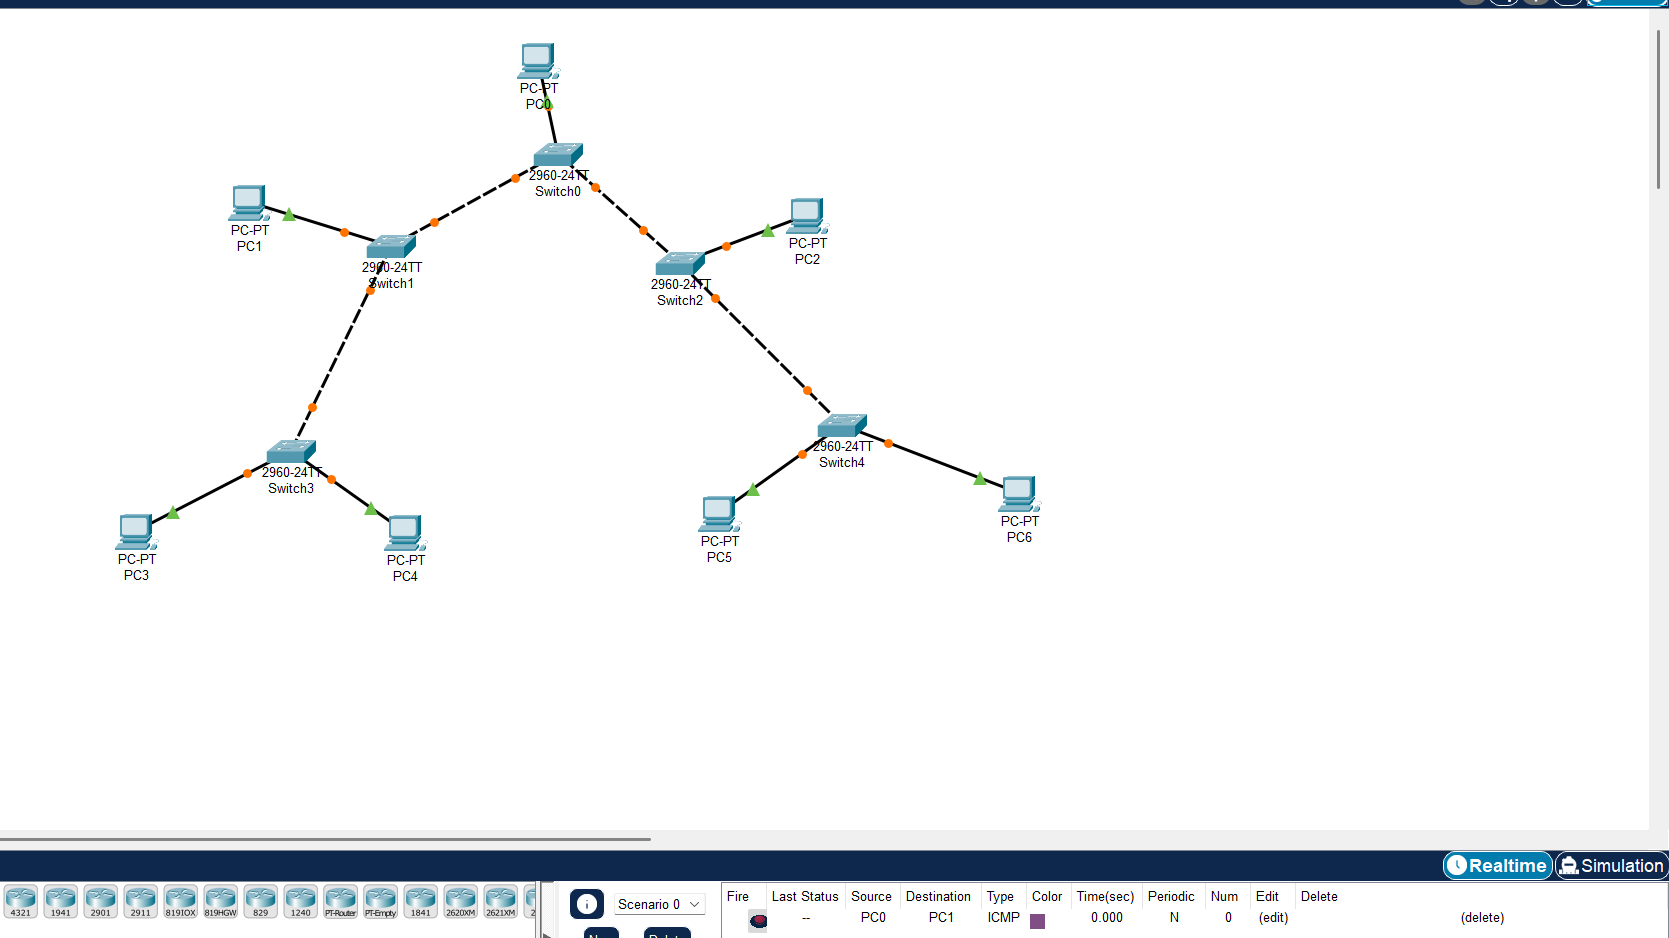 PC-PT
PC0
2960-24TT
Switch0
PC-PT
PC1
PC-PT
PC2
2960-24TT
Switch1
2960-24TT
Switch2
2960-24TT
Switch3
2960-24TT
Switch4
PC-PT
PC3
PC-PT
PC4
PC-PT
PC5
PC-PT
PC6
Realtime Simulation
4321 1941 2901 2911 819IOX 819HGW 829 1240 PT-Router PT-Empty 1841 2620XM 2621XM
Scenario 0
Fire Last Status Source Destination Type Color Time(sec) Periodic Num Edit Delete
-- PC0 PC1 ICMP 0.000 N 0 (edit) (delete)